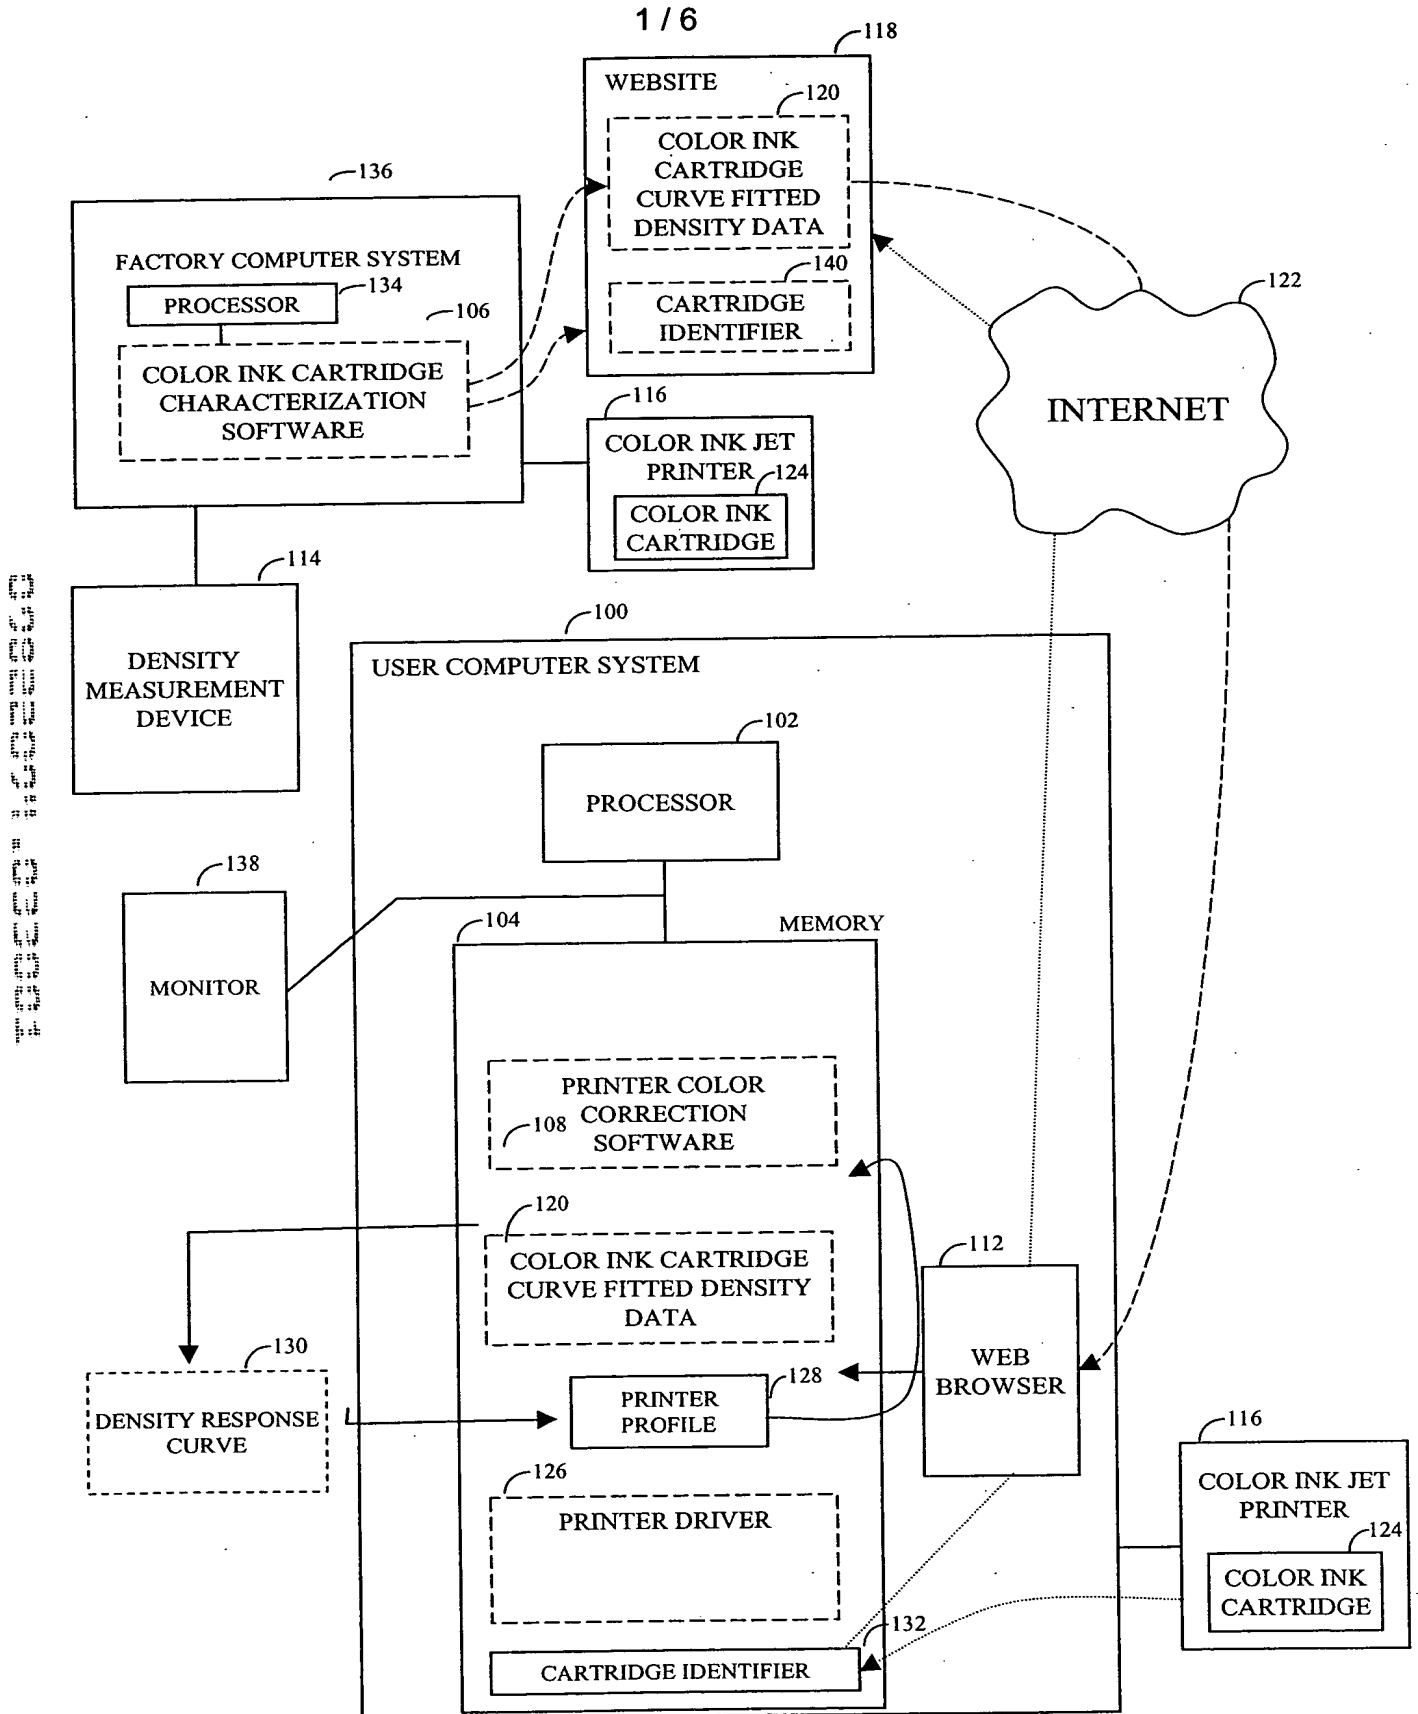 1 / 6
118
WEBSITE
120
COLOR INK
CARTRIDGE
CURVE FITTED
DENSITY DATA
140
CARTRIDGE
IDENTIFIER
136
FACTORY COMPUTER SYSTEM
PROCESSOR
134
106
COLOR INK CARTRIDGE
CHARACTERIZATION
SOFTWARE
122
INTERNET
116
COLOR INK JET
PRINTER
124
COLOR INK
CARTRIDGE
114
DENSITY
MEASUREMENT
DEVICE
100
USER COMPUTER SYSTEM
102
PROCESSOR
138
MONITOR
104
MEMORY
PRINTER COLOR
CORRECTION
SOFTWARE
108
120
COLOR INK CARTRIDGE
CURVE FITTED DENSITY
DATA
112
WEB
BROWSER
130
DENSITY RESPONSE
CURVE
128
PRINTER
PROFILE
126
PRINTER DRIVER
116
COLOR INK JET
PRINTER
124
COLOR INK
CARTRIDGE
132
CARTRIDGE IDENTIFIER